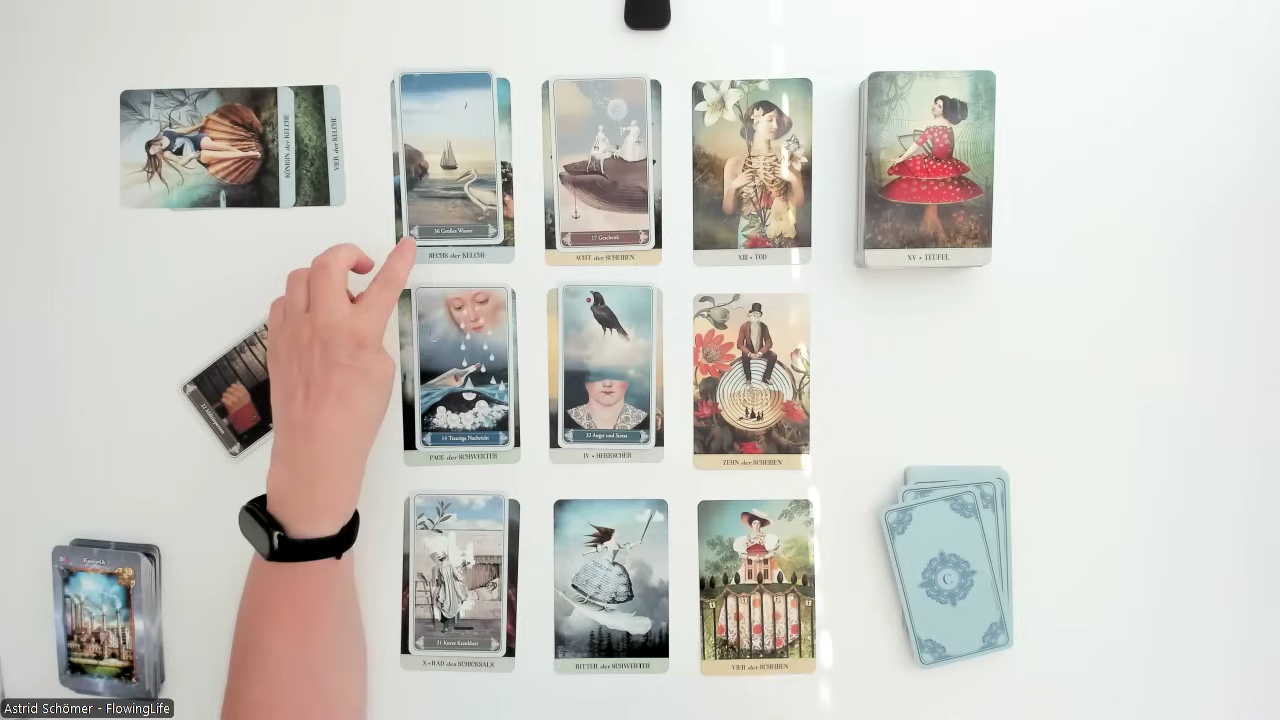 KÖNIGIN der KELCHE
VIER der KELCHE
36 Großes Wasser
SECHS der KELCHE
17 Geschenk
ACHT der SCHEIBEN
XIII • TOD
XV • TEUFEL
14 Traurige Nachricht
PAGE der SCHWERTER
32 Angst und Stress
IV • HERRSCHER
ZEHN der SCHEIBEN
31 Kurze Krankheit
X • RAD des SCHICKSALS
RITTER der SCHWERTER
VIER der SCHEIBEN
C
Astrid Schömer - FlowingLife